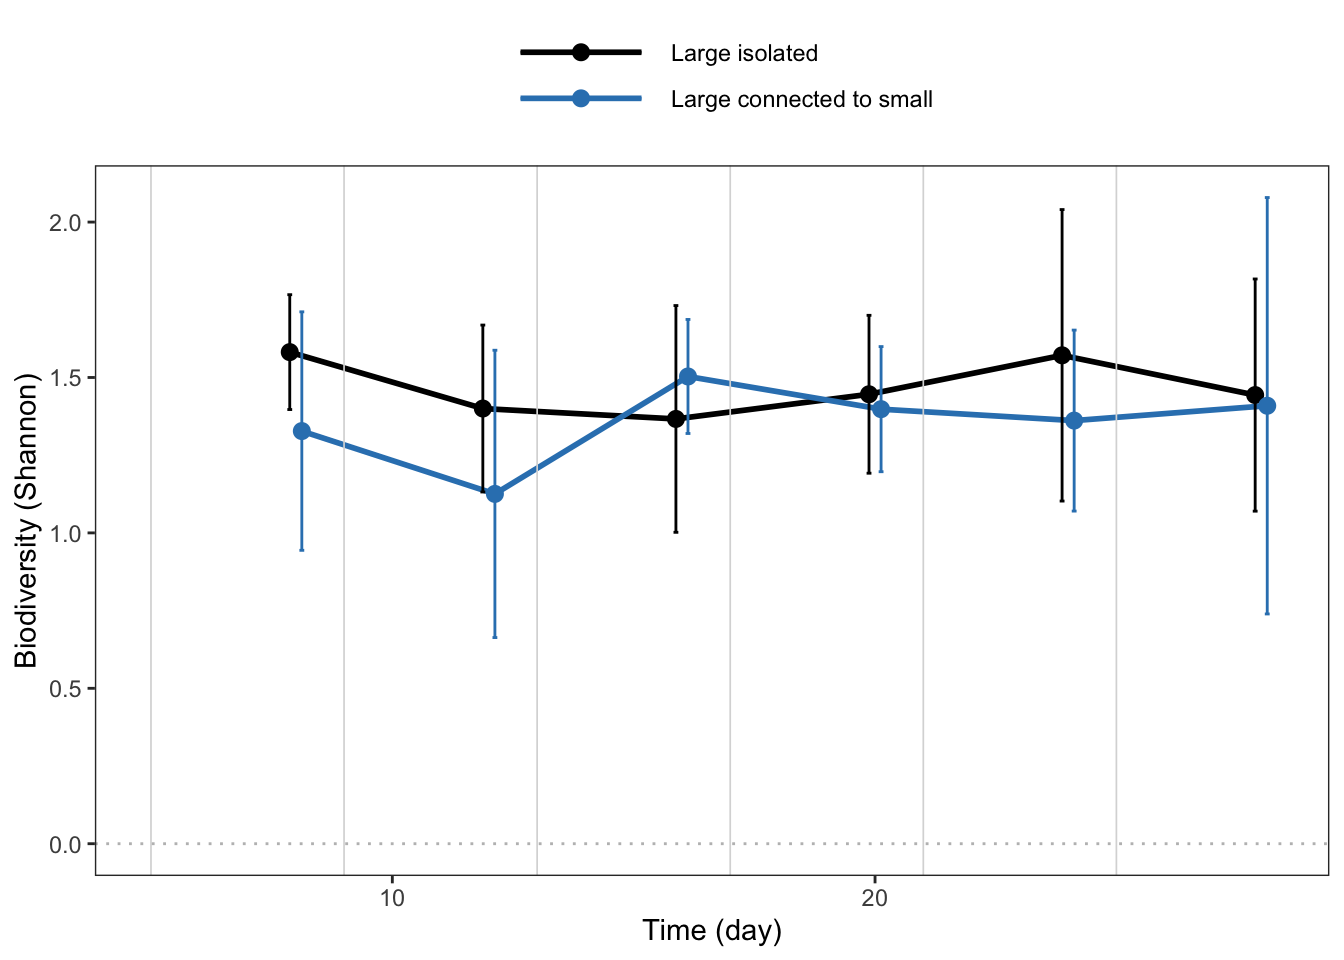 Large isolated
Large connected to small
Biodiversity (Shannon)
2.0
1.5
1.0
0.5
0.0
10 20
Time (day)